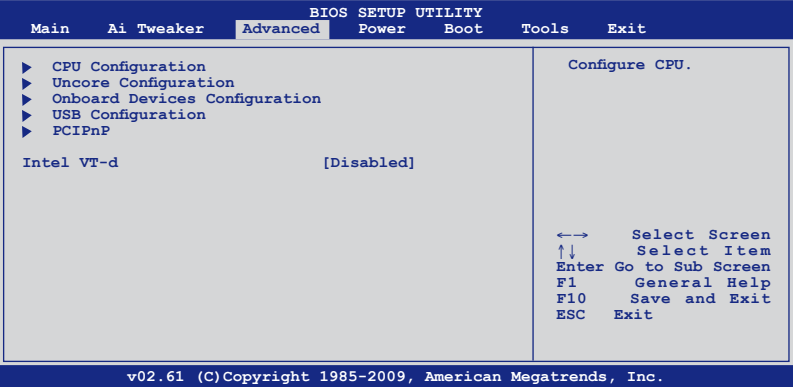 BIOS SETUP UTILITY
Main Ai Tweaker Advanced Power Boot Tools Exit
CPU Configuration
Uncore Configuration
Onboard Devices Configuration
USB Configuration
PCIPnP
Intel VT-d [Disabled]
Configure CPU.
←→ Select Screen
↑↓ Select Item
Enter Go to Sub Screen
F1 General Help
F10 Save and Exit
ESC Exit
v02.61 (C)Copyright 1985-2009, American Megatrends, Inc.